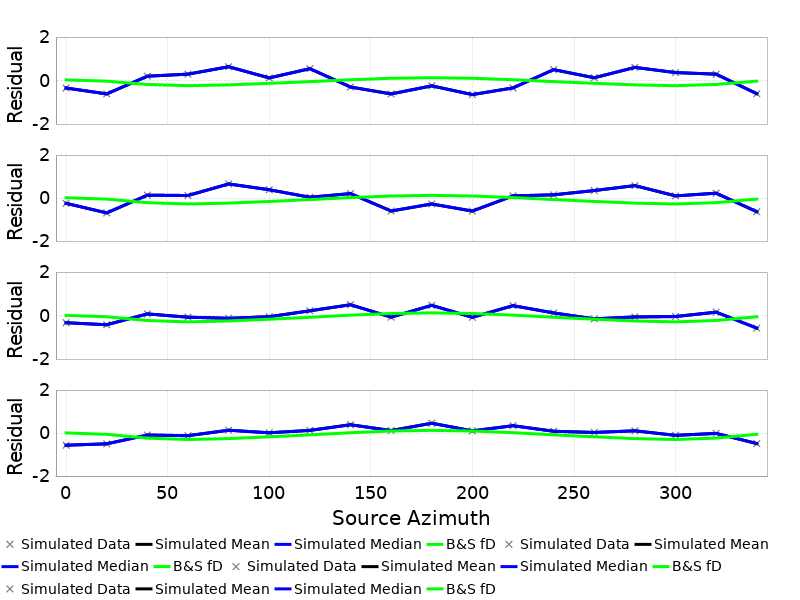 2
0
-2
Residual
2
0
-2
Residual
2
0
-2
Residual
2
0
-2
Residual
0 50 100 150 200 250 300
Source Azimuth
× Simulated Data Simulated Mean Simulated Median B&S fD × Simulated Data Simulated Mean
Simulated Median B&S fD × Simulated Data Simulated Mean Simulated Median B&S fD
× Simulated Data Simulated Mean Simulated Median B&S fD